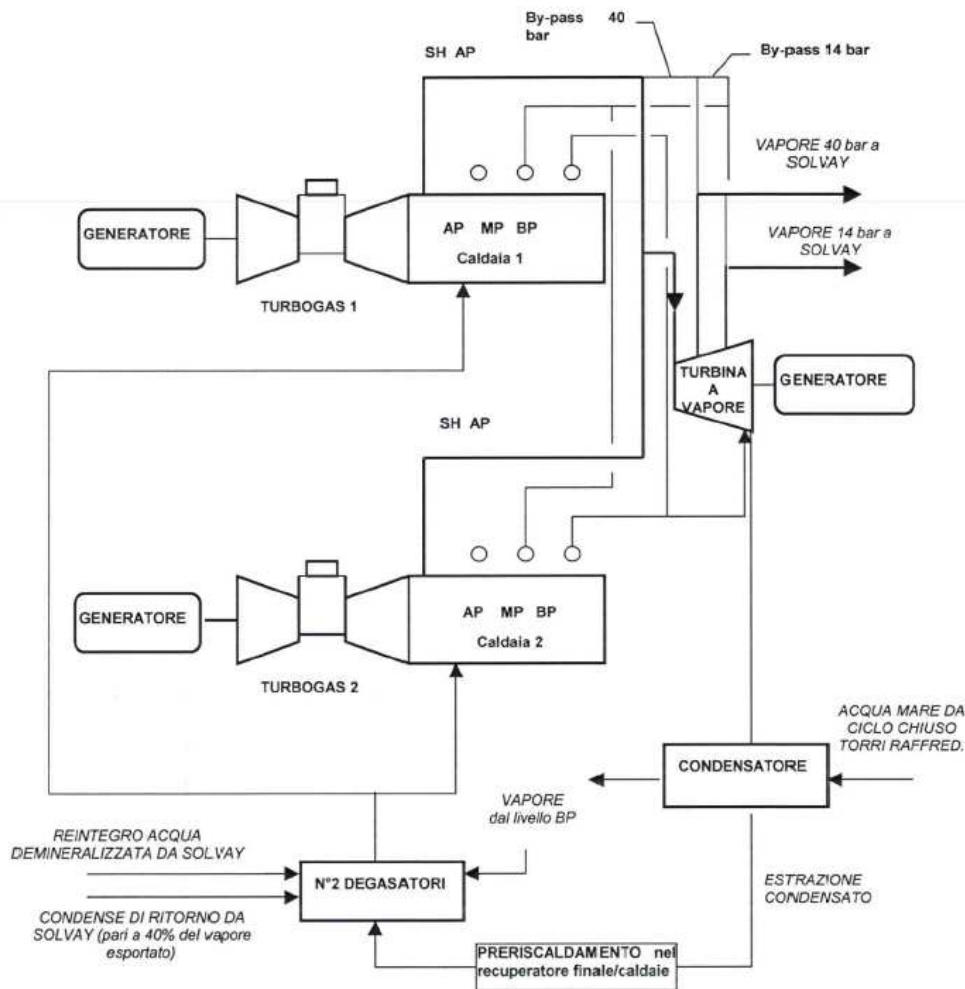 By-pass 40
bar
By-pass 14 bar
SH AP
VAPORE 40 bar a
SOLVAY
GENERATORE
AP MP BP
Caldaia 1
VAPORE 14 bar a
SOLVAY
TURBOGAS 1
TURBINA
A
VAPORE
GENERATORE
SH AP
GENERATORE
AP MP BP
Caldaia 2
TURBOGAS 2
ACQUA MARE DA
CICLO CHIUSO
TORRI RAFFRED.
CONDENSATORE
VAPORE
dal livello BP
REINTEGRO ACQUA
DEMINERALIZZATA DA SOLVAY
N°2 DEGASATORI
ESTRAZIONE
CONDENSATO
CONDENSE DI RITORNO DA
SOLVAY (pari a 40% del vapore
esportato)
PRERISCALDAMENTO nel
recuperatore finale/caldaie